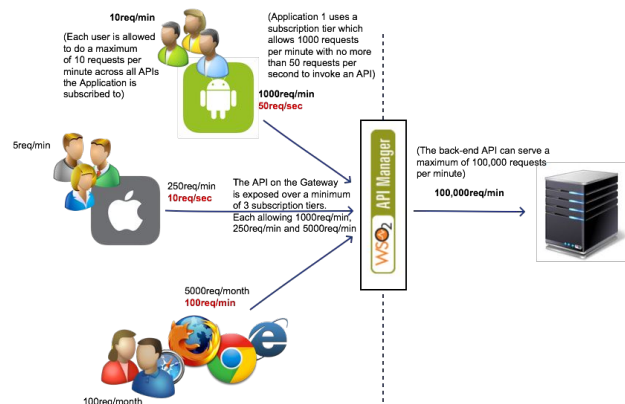 10req/min
(Each user is allowed
to do a maximum
of 10 requests per
minute across all APIs
the Application is
subscribed to)
(Application 1 uses a
subscription tier which
allows 1000 requests
per minute with no more
than 50 requests per
second to invoke an API)
1000req/min
50req/sec
5req/min
250req/min
10req/sec
The API on the Gateway
is exposed over a minimum
of 3 subscription tiers.
Each allowing 1000req/min,
250req/min and 5000req/min
WSO2 API Manager
(The back-end API can serve a
maximum of 100,000 requests
per minute)
100,000req/min
5000req/month
100req/min
100req/month